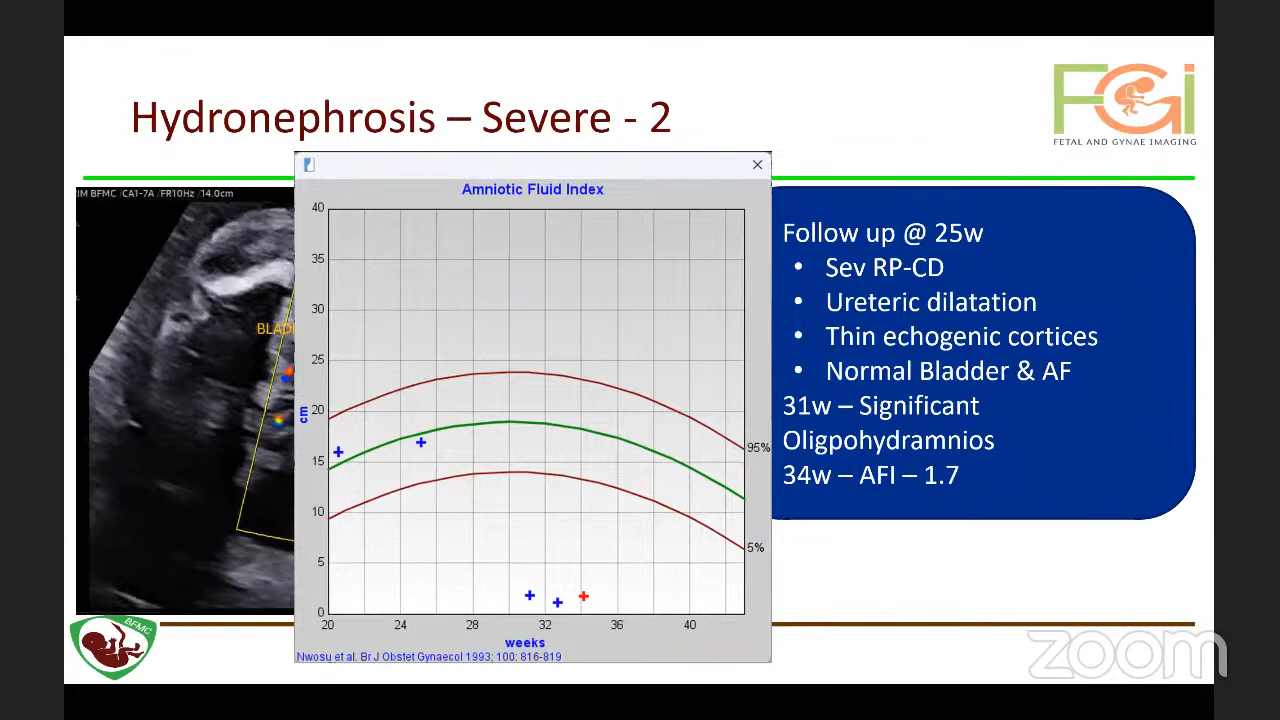 Hydronephrosis – Severe - 2
FGi
FETAL AND GYNAE IMAGING
IM BFMC /CA1-7A /FR10Hz /14.0cm
BLAD
Amniotic Fluid Index
40
35
30
25
20
15
10
5
0
cm
95%
5%
20 24 28 32 36 40
weeks
Nwosu et al. Br J Obstet Gynaecol 1993; 100; 816-819
Follow up @ 25w
• Sev RP-CD
• Ureteric dilatation
• Thin echogenic cortices
• Normal Bladder & AF
31w – Significant
Oligpohydramnios
34w – AFI – 1.7
BFMC
zoom